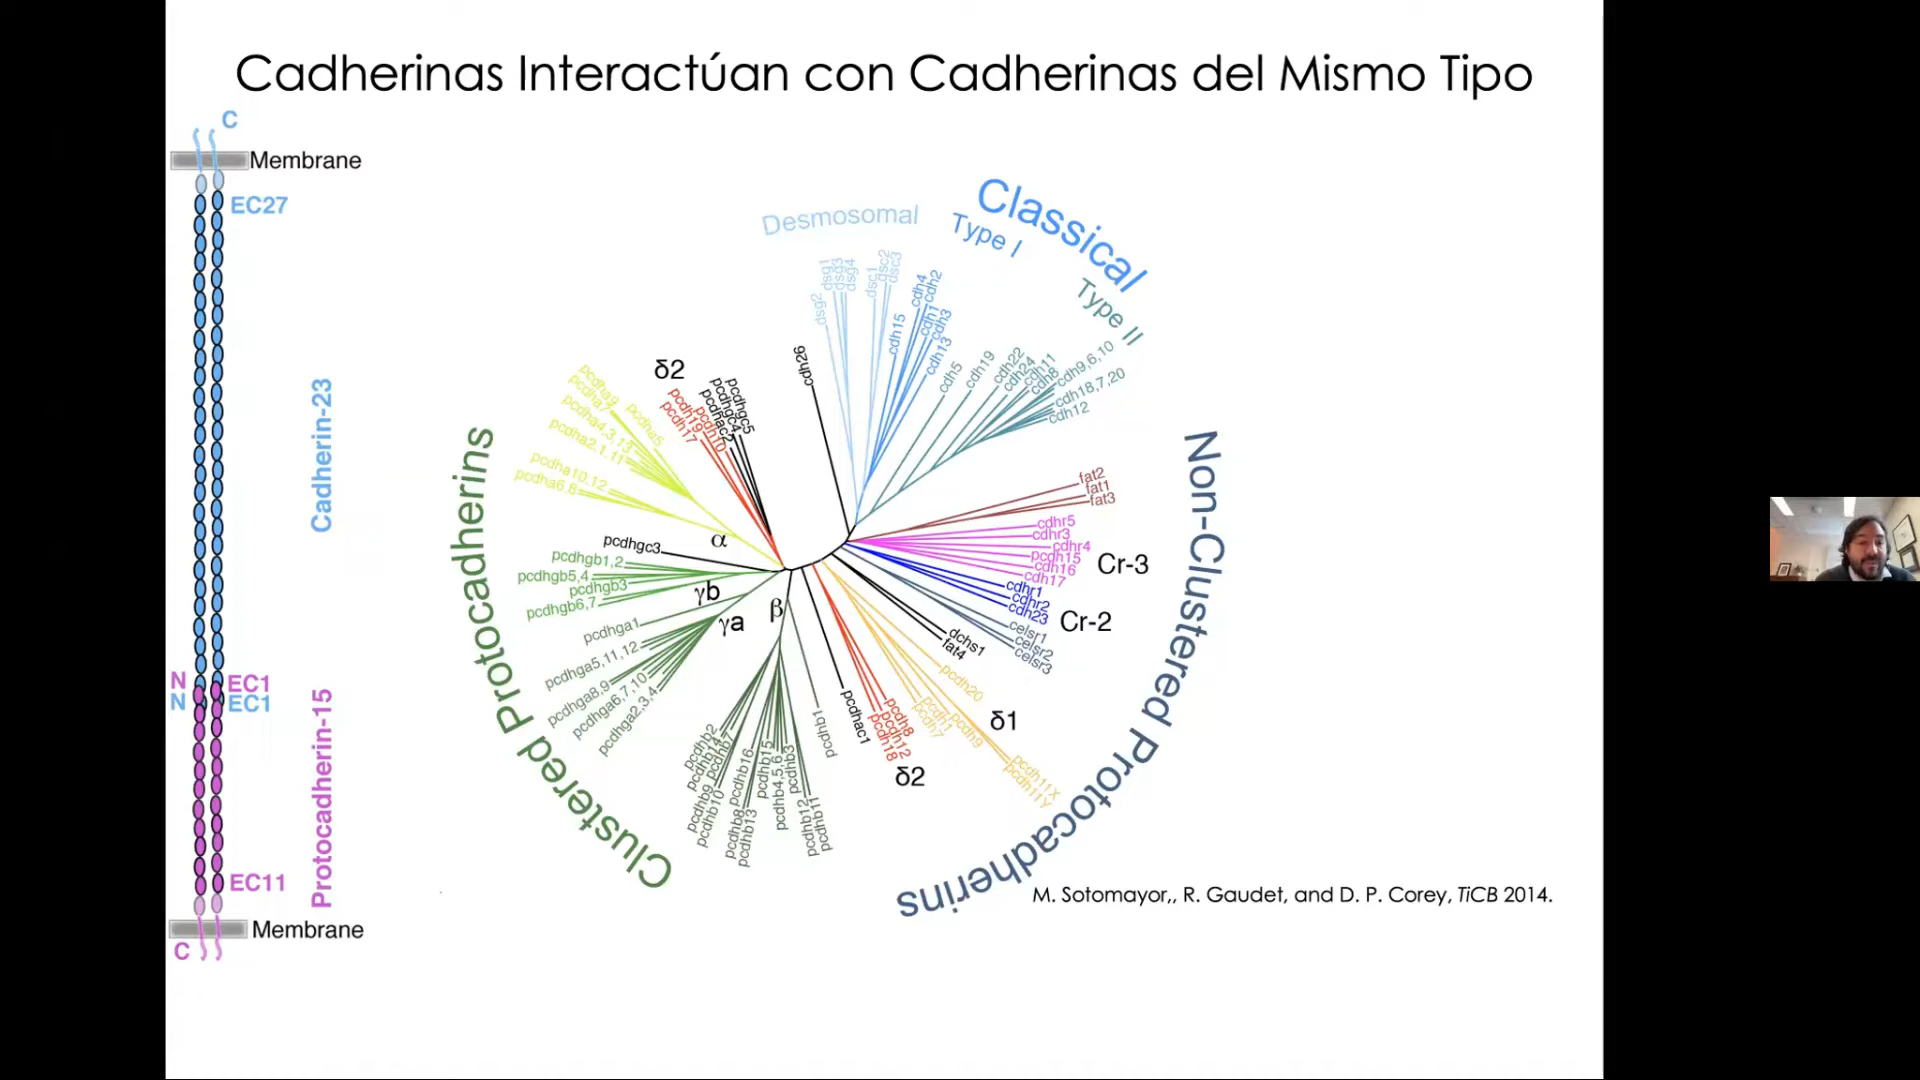 Cadherinas Interactúan con Cadherinas del Mismo Tipo
C
Membrane
EC27
Cadherin-23
N
EC1
N
EC1
Protocadherin-15
EC11
Membrane
C
Desmosomal
Classical
Type I
Type II
dsg2
dsg1
dsg3
dsg4
dsc1
dsc2
dsc3
cdh15
cdh4
cdh2
cdh1
cdh3
cdh13
cdh5
cdh19
cdh22
cdh24
cdh11
cdh8
cdh9,6,10
cdh18,7,20
cdh12
cdh26
fat2
fat1
fat3
cdhr5
cdhr3
cdhr4
pcdh15
cdh16
cdh17
Cr-3
cdhr1
cdhr2
cdh23
Cr-2
celsr1
celsr2
celsr3
dchs1
fat4
Non-Clustered Protocadherins
pcdh20
pcdh9
pcdh1
pcdh7
pcdh11X
pcdh11Y
δ1
pcdh8
pcdh12
pcdh18
δ2
pcdhac1
pcdhb1
β
pcdhb2
pcdhb14
pcdhb7
pcdhb9
pcdhb10
pcdhb16
pcdhb8
pcdhb13
pcdhb15
pcdhb4,5,6
pcdhb3
pcdhb12
pcdhb11
γa
pcdhga1
pcdhga5,11,12
pcdhga8,9
pcdhga6,7,10
pcdhga2,3,4
γb
pcdhgb1,2
pcdhgb5,4
pcdhgb3
pcdhgb6,7
pcdhgc3
α
pcdha9
pcdha7
pcdha5
pcdha4,3,13
pcdha2,1,11
pcdha10,12
pcdha6,8
δ2
pcdh19
pcdh17
pcdh10
pcdhac2
pcdhgc4
pcdhgc5
Clustered Protocadherins
M. Sotomayor,, R. Gaudet, and D. P. Corey, TiCB 2014.